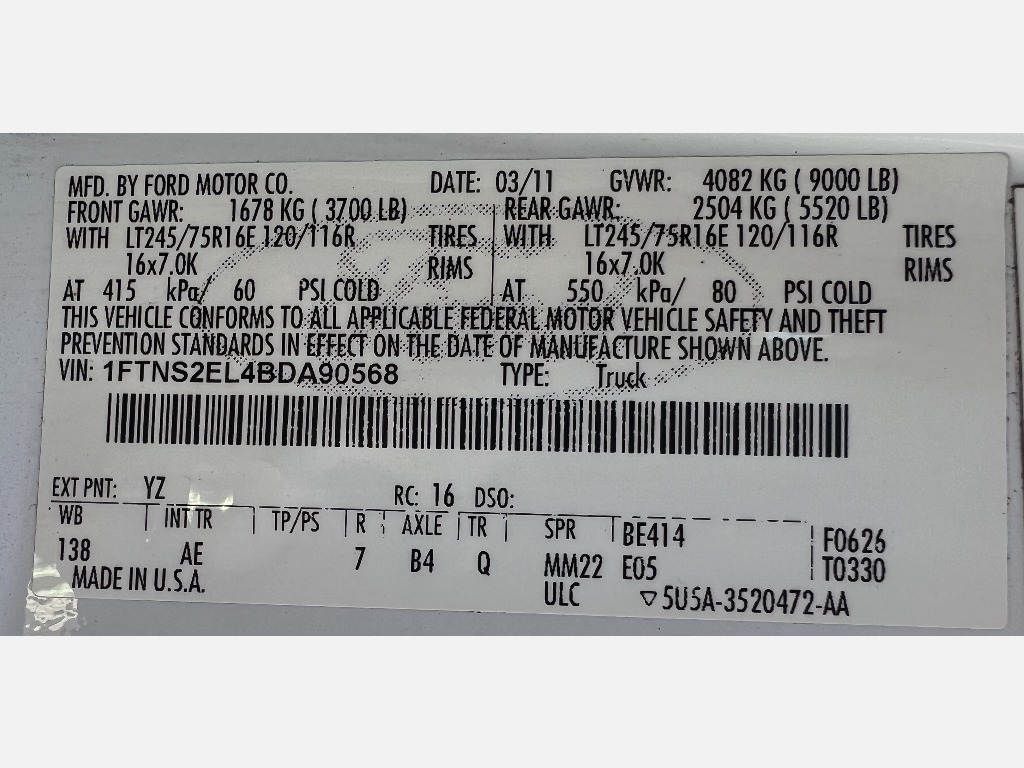 MFD. BY FORD MOTOR CO. DATE: 03/11 GVWR: 4082 KG ( 9000 LB)
FRONT GAWR: 1678 KG ( 3700 LB) REAR GAWR: 2504 KG ( 5520 LB)
WITH LT245/75R16E 120/116R TIRES WITH LT245/75R16E 120/116R TIRES
16x7.0K RIMS 16x7.0K RIMS
AT 415 kPa/ 60 PSI COLD AT 550 kPa/ 80 PSI COLD
THIS VEHICLE CONFORMS TO ALL APPLICABLE FEDERAL MOTOR VEHICLE SAFETY AND THEFT
PREVENTION STANDARDS IN EFFECT ON THE DATE OF MANUFACTURE SHOWN ABOVE.
VIN: 1FTNS2EL4BDA90568 TYPE: Truck
EXT PNT: YZ RC: 16 DSO:
WB INT TR TP/PS R AXLE TR SPR BE414 F0626
138 AE 7 B4 Q MM22 E05 T0330
MADE IN U.S.A. ULC ▽5U5A-3520472-AA